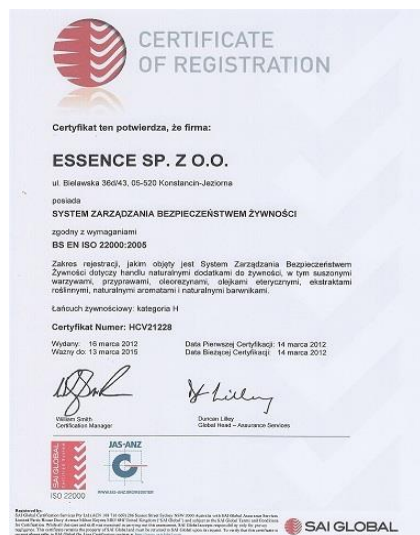 CERTIFICATE
OF REGISTRATION
Certyfikat ten potwierdza, że firma:
ESSENCE SP. Z O.O.
ul. Bielawska 36d/43, 05-520 Konstancin-Jeziorna
posiada
SYSTEM ZARZĄDZANIA BEZPIECZEŃSTWEM ŻYWNOŚCI
zgodny z wymaganiami
BS EN ISO 22000:2005
Zakres rejestracji, jakim objęty jest System Zarządzania Bezpieczeństwem
Żywności dotyczy handlu naturalnymi dodatkami do żywności, w tym suszonymi
warzywami, przyprawami, oleorezynami, olejkami eterycznymi, ekstraktami
roślinnymi, naturalnymi aromatami i naturalnymi barwnikami.
Łańcuch żywnościowy: kategoria H
Certyfikat Numer: HCV21228
Wydany: 16 marca 2012 Data Pierwszej Certyfikacji: 14 marca 2012
Ważny do: 13 marca 2015 Data Bieżącej Certyfikacji: 14 marca 2012
William Smith Duncan Lilley
Certification Manager Global Head – Assurance Services
SAI GLOBAL
ISO 22000
JAS-ANZ
Registered by:
SAI GLOBAL